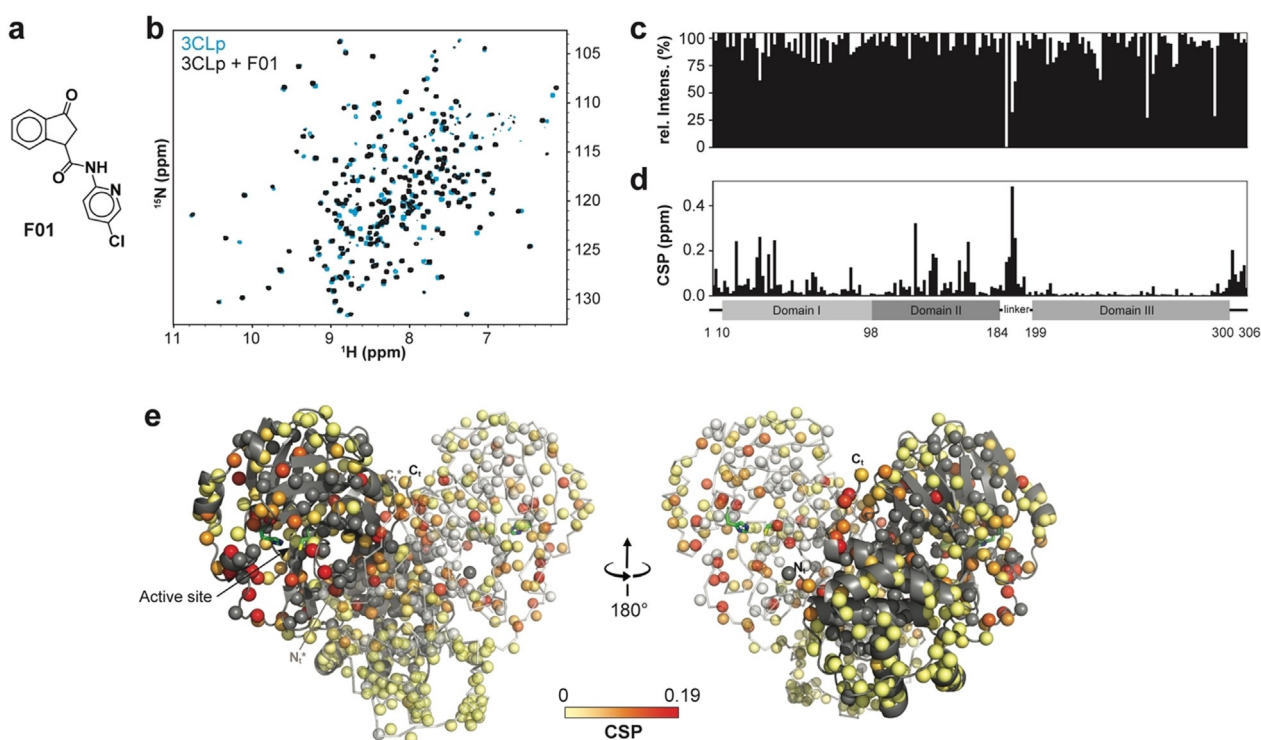 a
O
O
NH
N
Cl
F01
b
3CLp
3CLp + F01
105
110
115
120
125
130
¹⁵N (ppm)
11
10
9
8
7
¹H (ppm)
c
100
75
50
25
0
rel. Intens. (%)
d
0.4
0.2
0.0
CSP (ppm)
Domain I
Domain II
linker
Domain III
1 10
98
184
199
300 306
e
Cₜ* Cₜ
Active site
Nₜ*
180°
Cₜ
Nₜ
0
0.19
CSP